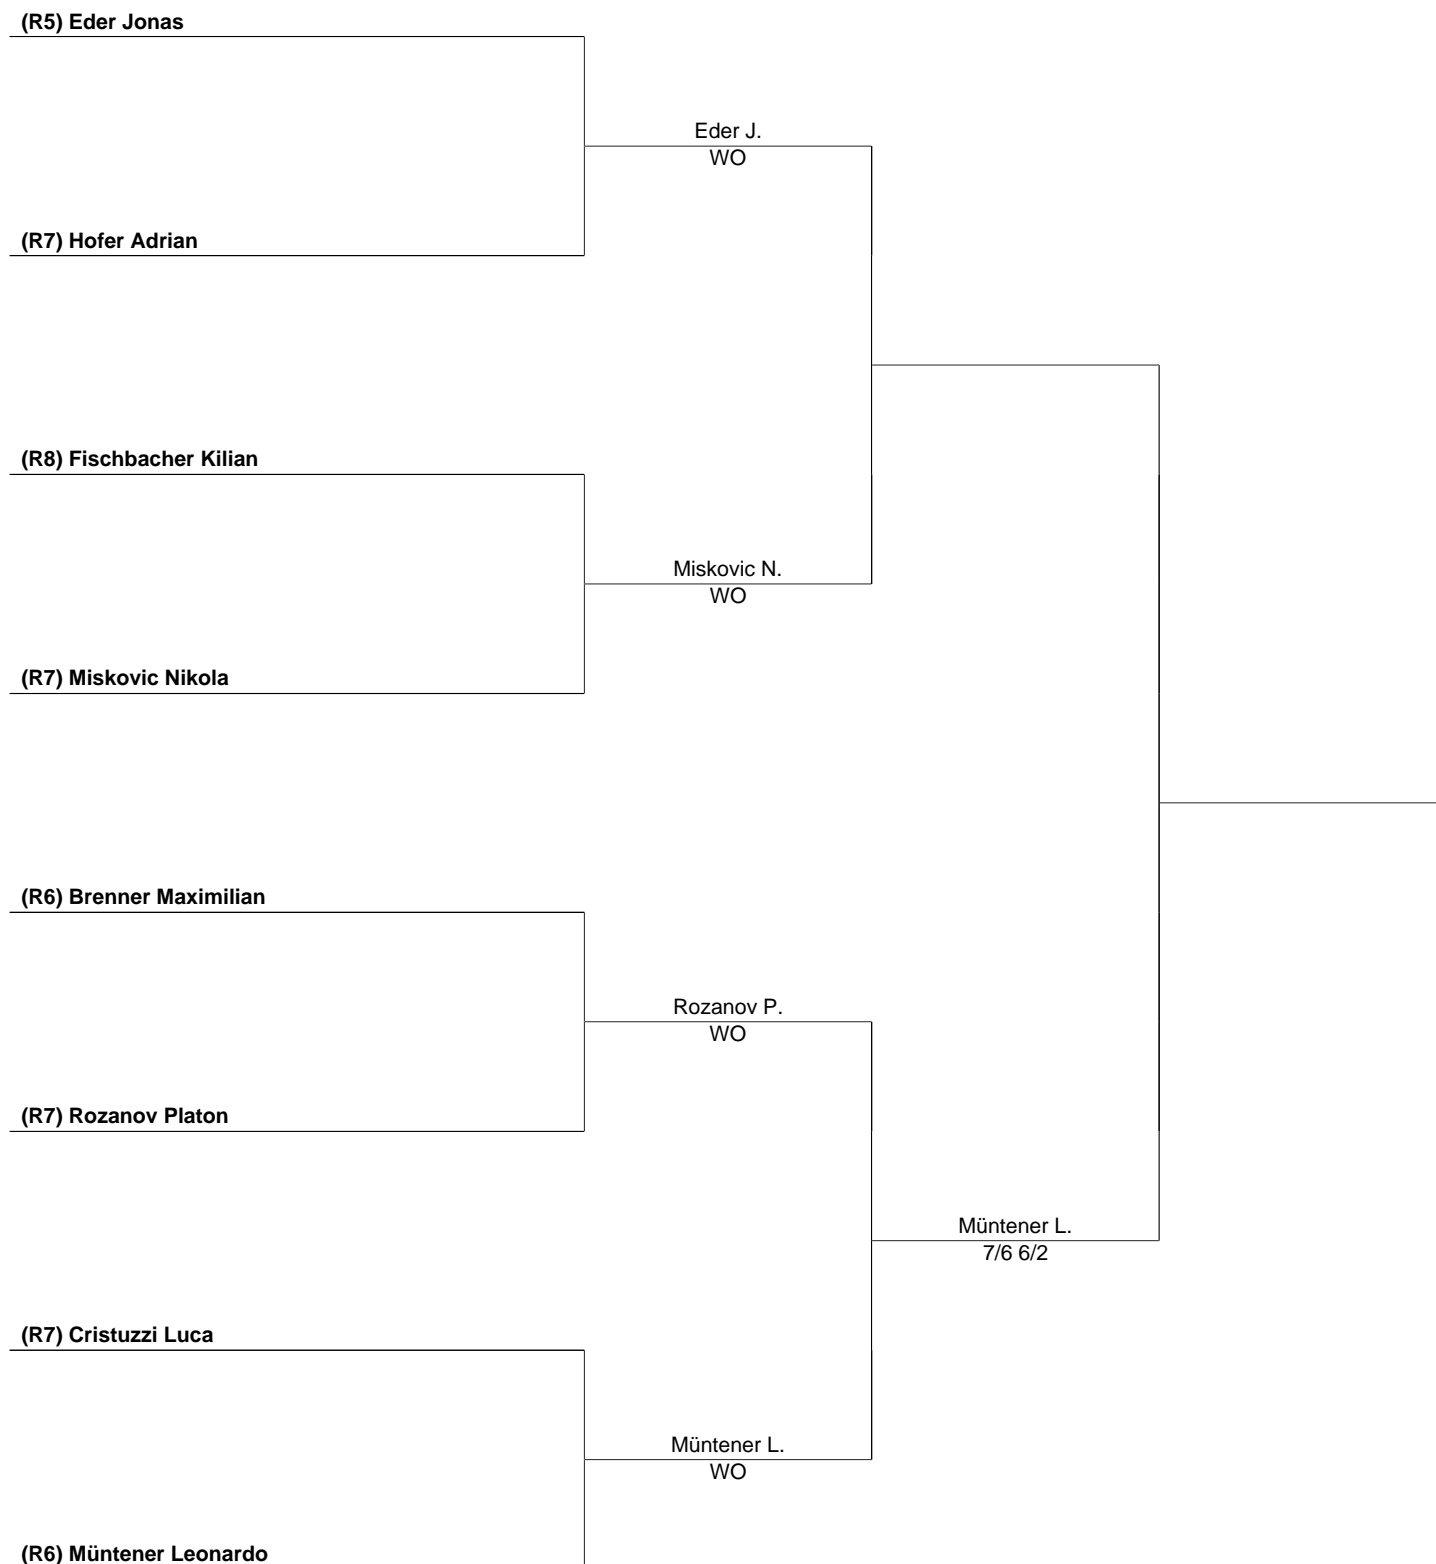 (R5) Eder Jonas
Eder J.
WO
(R7) Hofer Adrian
(R8) Fischbacher Kilian
Miskovic N.
WO
(R7) Miskovic Nikola
(R6) Brenner Maximilian
Rozanov P.
WO
(R7) Rozanov Platon
Müntener L.
7/6 6/2
(R7) Cristuzzi Luca
Müntener L.
WO
(R6) Müntener Leonardo